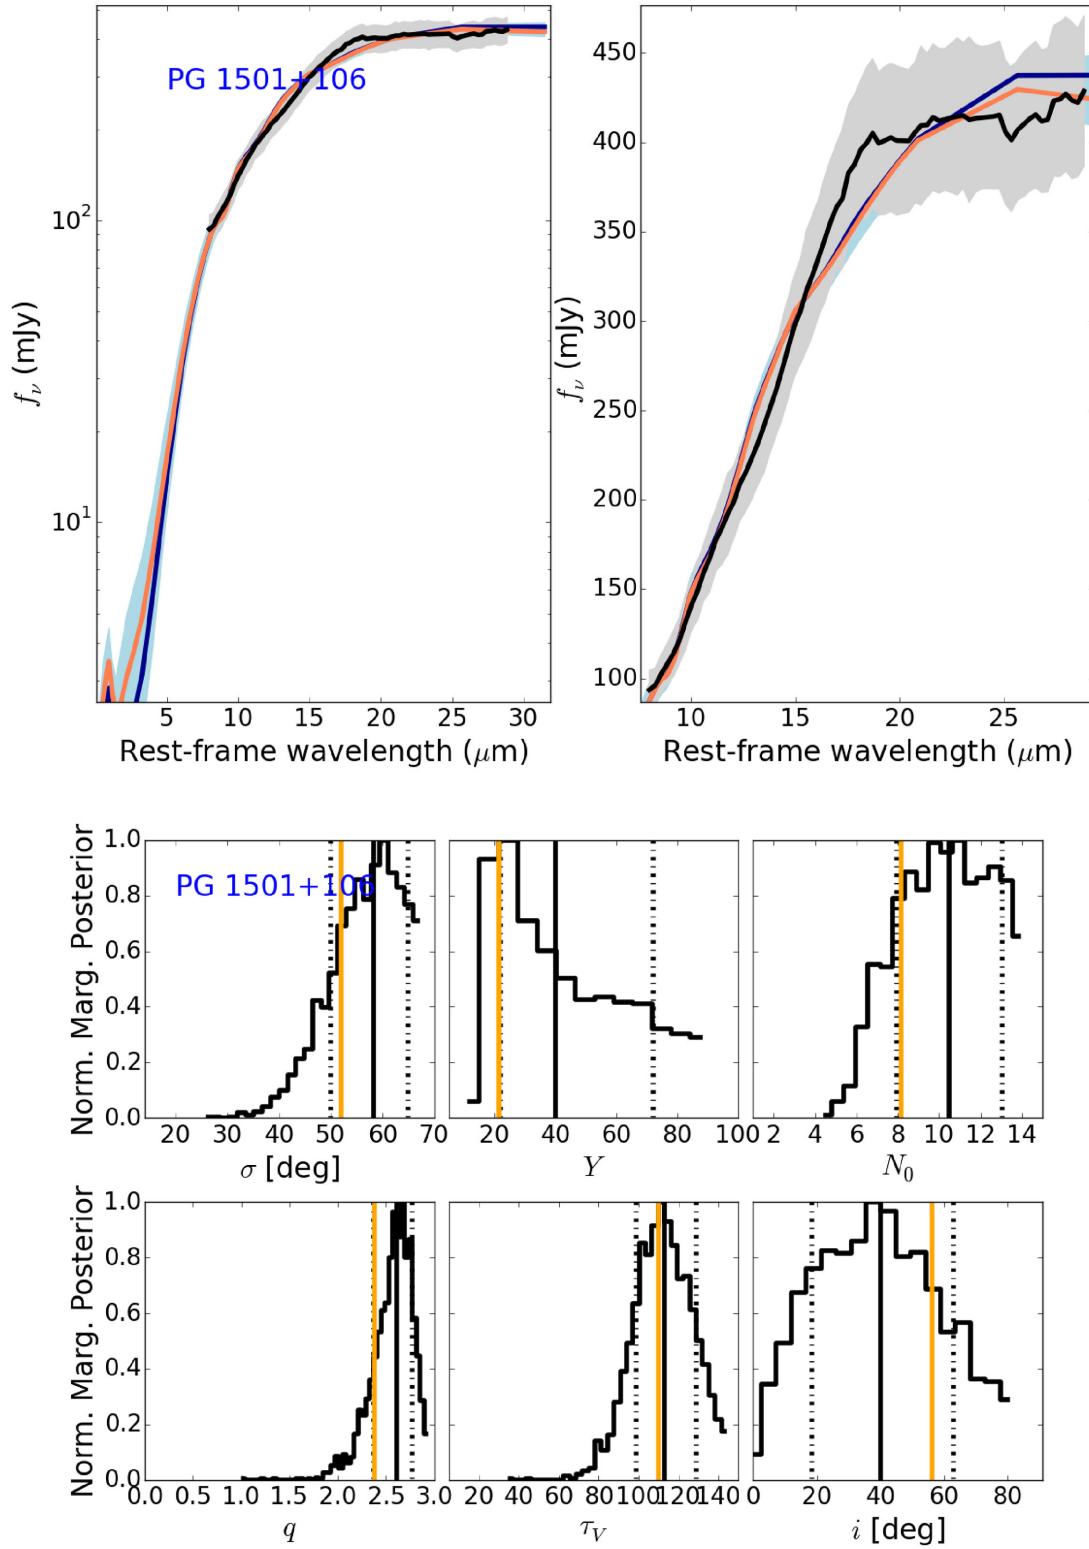 PG 1501+106
10²
10¹
f_ν (mJy)
5 10 15 20 25 30
Rest-frame wavelength (μm)
450
400
350
300
250
200
150
100
f_ν (mJy)
10 15 20 25
Rest-frame wavelength (μm)
Norm. Marg. Posterior
1.0
0.8
0.6
0.4
0.2
0.0
PG 1501+106
20 30 40 50 60 70
σ [deg]
20 40 60 80 100
Y
2 4 6 8 10 12 14
N₀
Norm. Marg. Posterior
1.0
0.8
0.6
0.4
0.2
0.0
0.0 0.5 1.0 1.5 2.0 2.5 3.0
q
20 40 60 80 100 120 140
τ_V
0 20 40 60 80
i [deg]